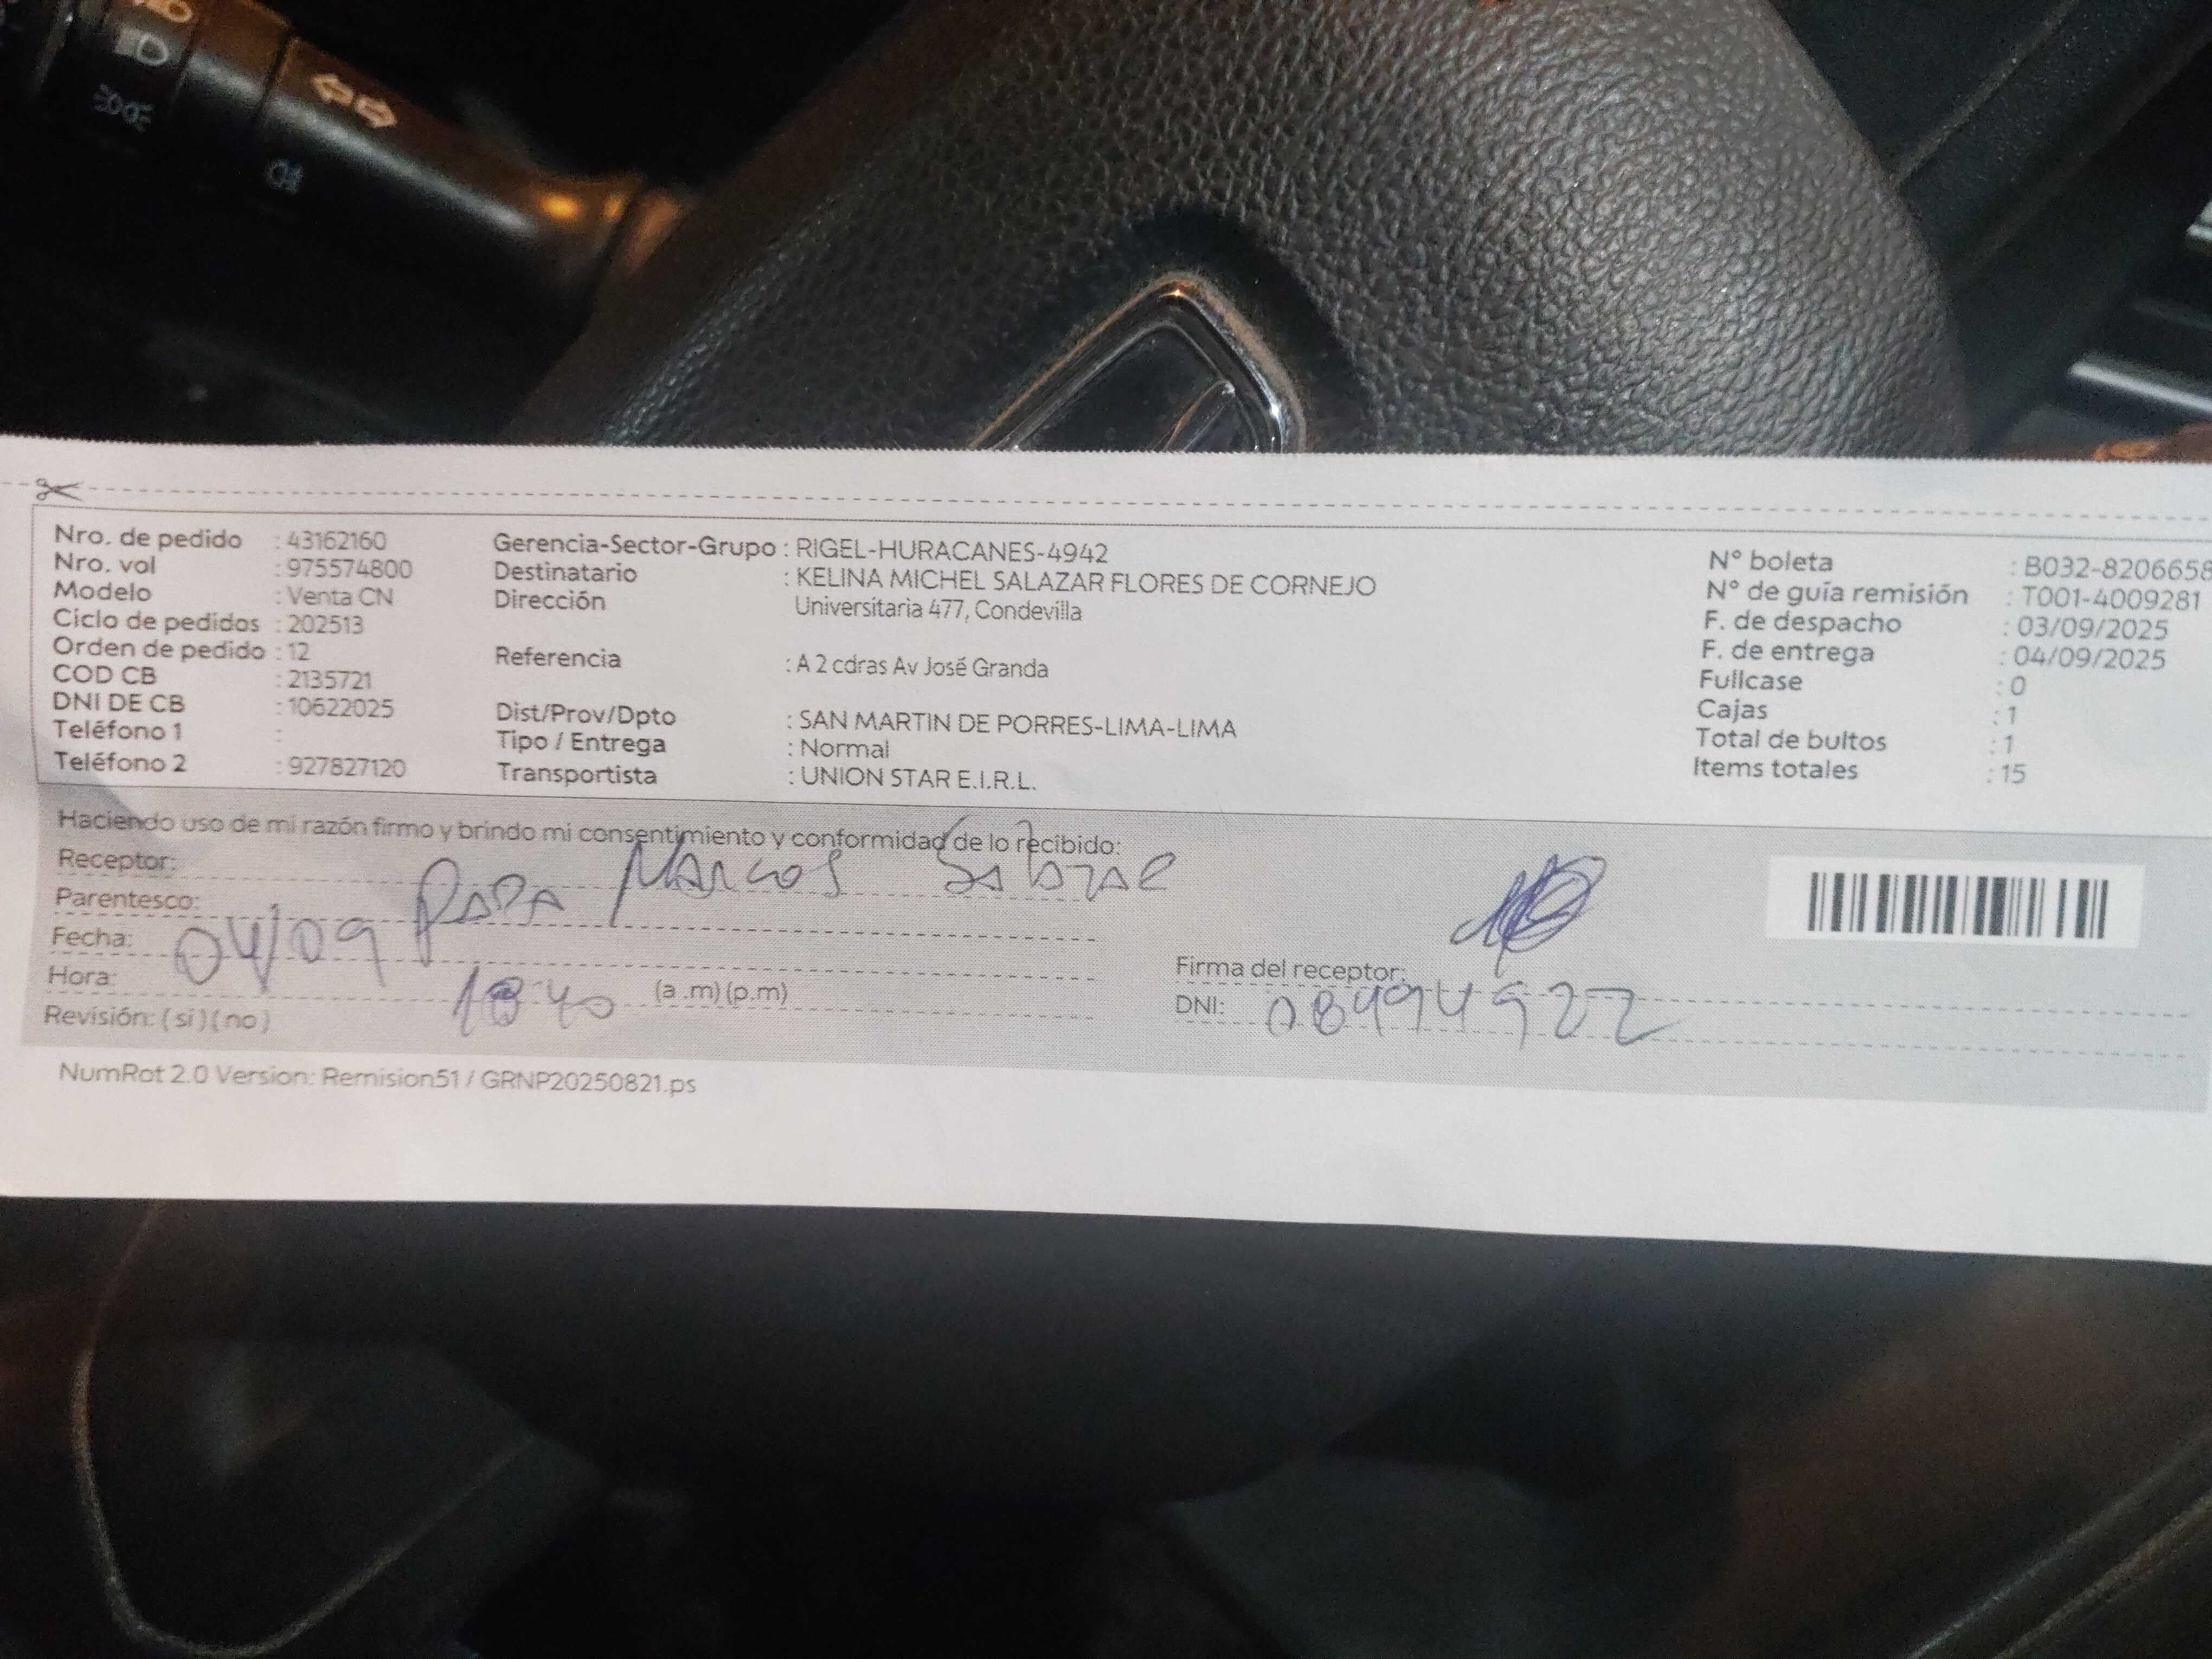 Nro. de pedido : 43162160
Nro. vol : 975574800
Modelo : Venta CN
Ciclo de pedidos : 202513
Orden de pedido : 12
COD CB : 2135721
DNI DE CB : 10622025
Teléfono 1 :
Teléfono 2 : 927827120
Gerencia-Sector-Grupo : RIGEL-HURACANES-4942
Destinatario : KELINA MICHEL SALAZAR FLORES DE CORNEJO
Dirección Universitaria 477, Condevilla
Referencia : A 2 cdras Av José Granda
Dist/Prov/Dpto : SAN MARTIN DE PORRES-LIMA-LIMA
Tipo / Entrega : Normal
Transportista : UNION STAR E.I.R.L.
N° boleta : B032-8206658
N° de guía remisión : T001-4009281
F. de despacho : 03/09/2025
F. de entrega : 04/09/2025
Fullcase : 0
Cajas : 1
Total de bultos : 1
Items totales : 15
Haciendo uso de mi razón firmo y brindo mi consentimiento y conformidad de lo recibido:
Receptor: Marcos
Parentesco: PAPA
Fecha: 04/09
Hora: (a.m)(p.m)
Revisión: (si)(no)
Firma del receptor:
DNI: 08494922
NumRot 2.0 Version: Remision51 / GRNP20250821.ps